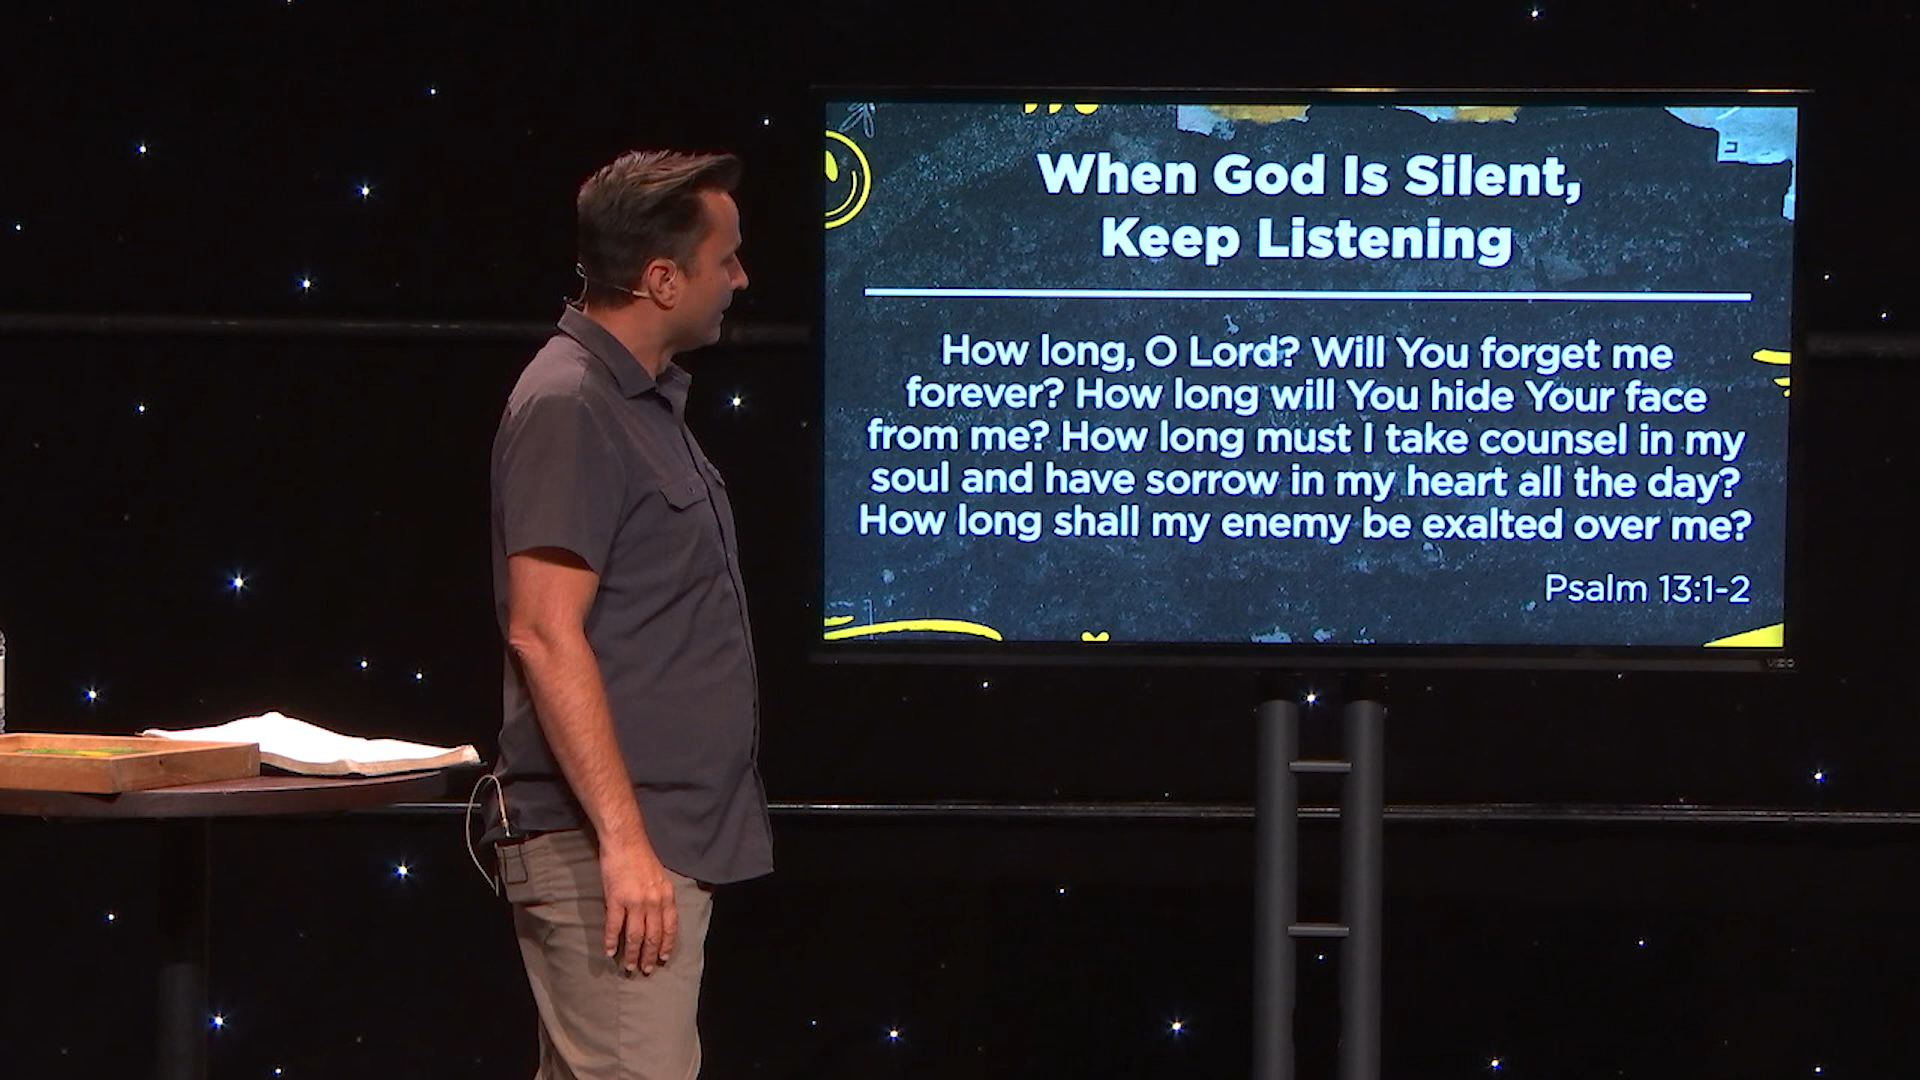 When God Is Silent,
Keep Listening
How long, O Lord? Will You forget me
forever? How long will You hide Your face
from me? How long must I take counsel in my
soul and have sorrow in my heart all the day?
How long shall my enemy be exalted over me?
Psalm 13:1-2
VIZIO